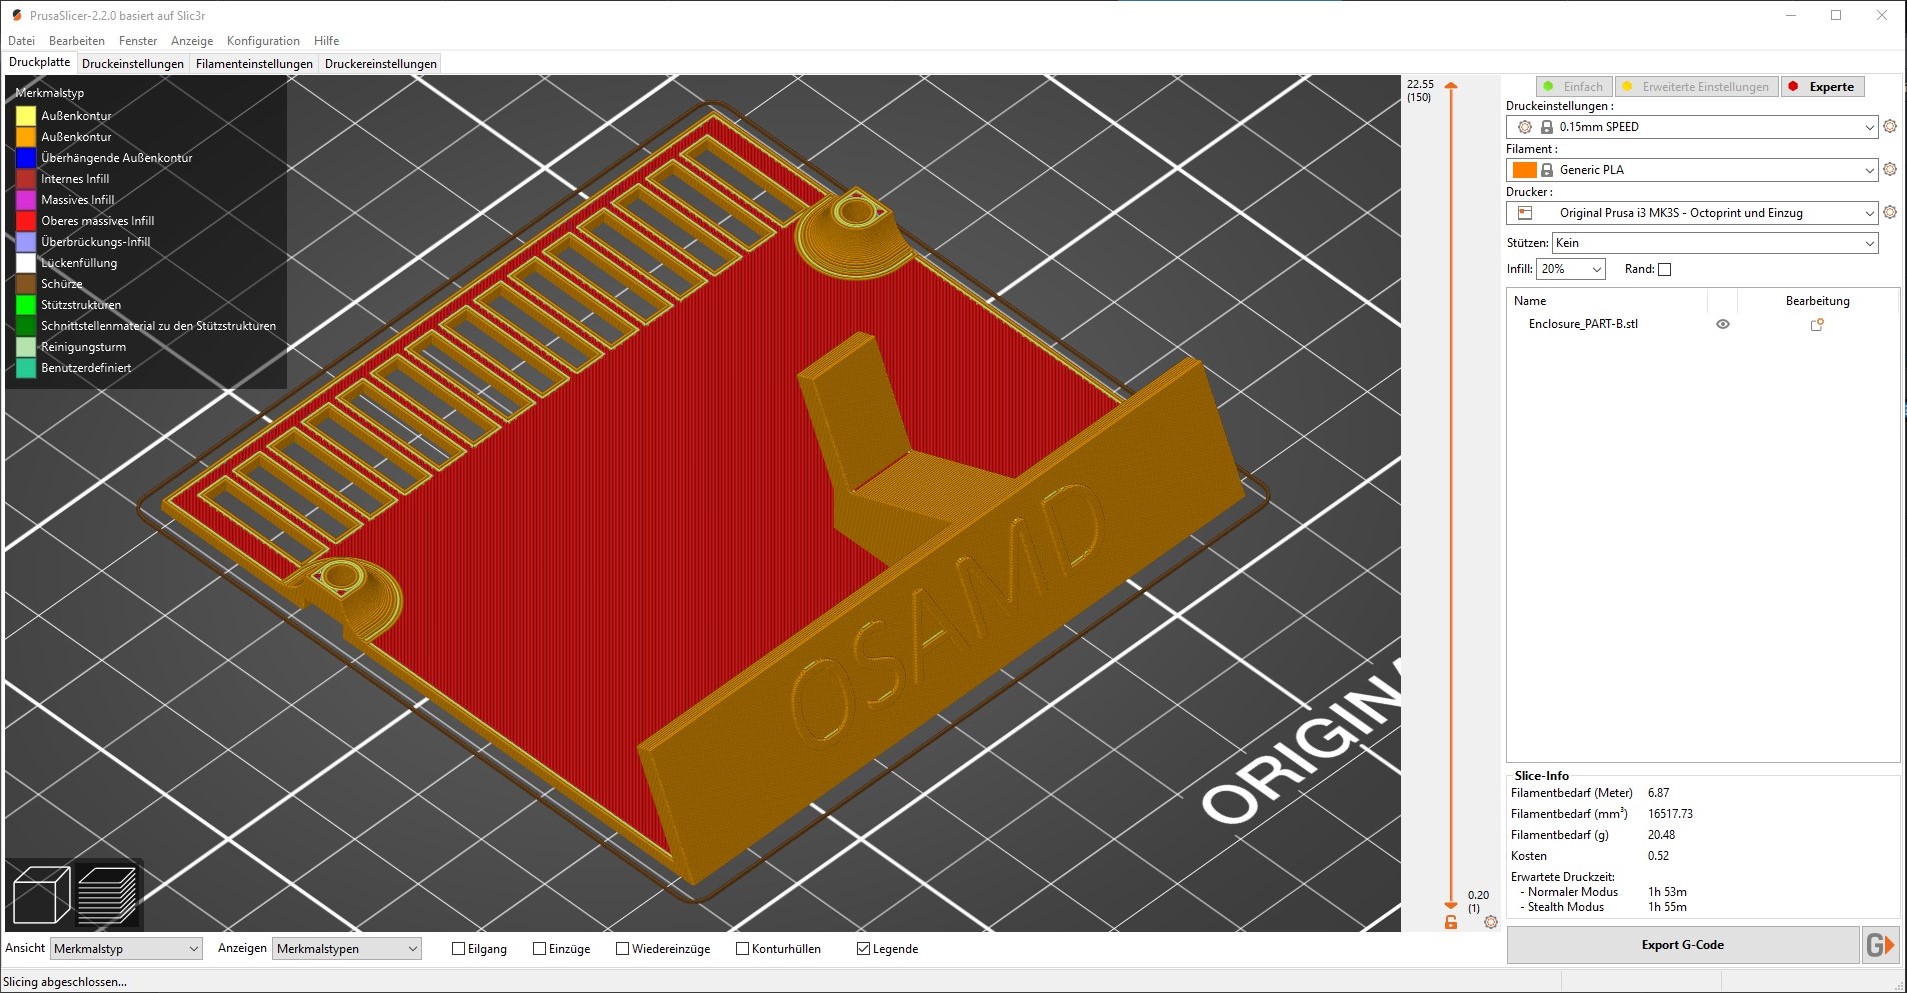 PrusaSlicer-2.2.0 basiert auf Slic3r
Datei Bearbeiten Fenster Anzeige Konfiguration Hilfe
Druckplatte Druckeinstellungen Filamenteinstellungen Druckereinstellungen
Merkmalstyp
Außenkontur
Außenkontur
Überhängende Außenkontur
Internes Infill
Massives Infill
Oberes massives Infill
Überbrückungs-Infill
Lückenfüllung
Schürze
Stützstrukturen
Schnittstellenmaterial zu den Stützstrukturen
Reinigungsturm
Benutzerdefiniert
OSAMD
ORIGINA
22.55
(150)
0.20
(1)
Einfach Erweiterte Einstellungen Experte
Druckeinstellungen :
0.15mm SPEED
Filament :
Generic PLA
Drucker :
Original Prusa i3 MK3S - Octoprint und Einzug
Stützen: Kein
Infill: 20% Rand:
Name Bearbeitung
Enclosure_PART-B.stl
Slice-Info
Filamentbedarf (Meter) 6.87
Filamentbedarf (mm³) 16517.73
Filamentbedarf (g) 20.48
Kosten 0.52
Erwartete Druckzeit:
- Normaler Modus 1h 53m
- Stealth Modus 1h 55m
Export G-Code
G
Ansicht Merkmalstyp Anzeigen Merkmalstypen Eilgang Einzüge Wiedereinzüge Konturhüllen Legende
Slicing abgeschlossen...